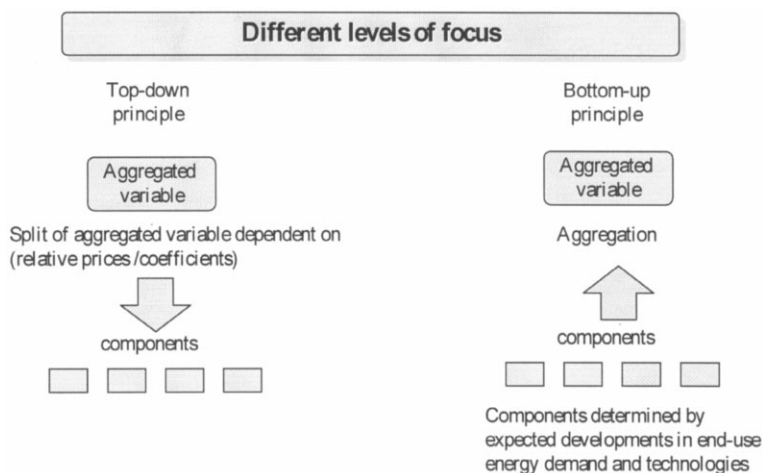 Different levels of focus
Top-down
principle
Aggregated
variable
Split of aggregated variable dependent on
(relative prices/coefficients)
components
Bottom-up
principle
Aggregated
variable
Aggregation
components
Components determined by
expected developments in end-use
energy demand and technologies